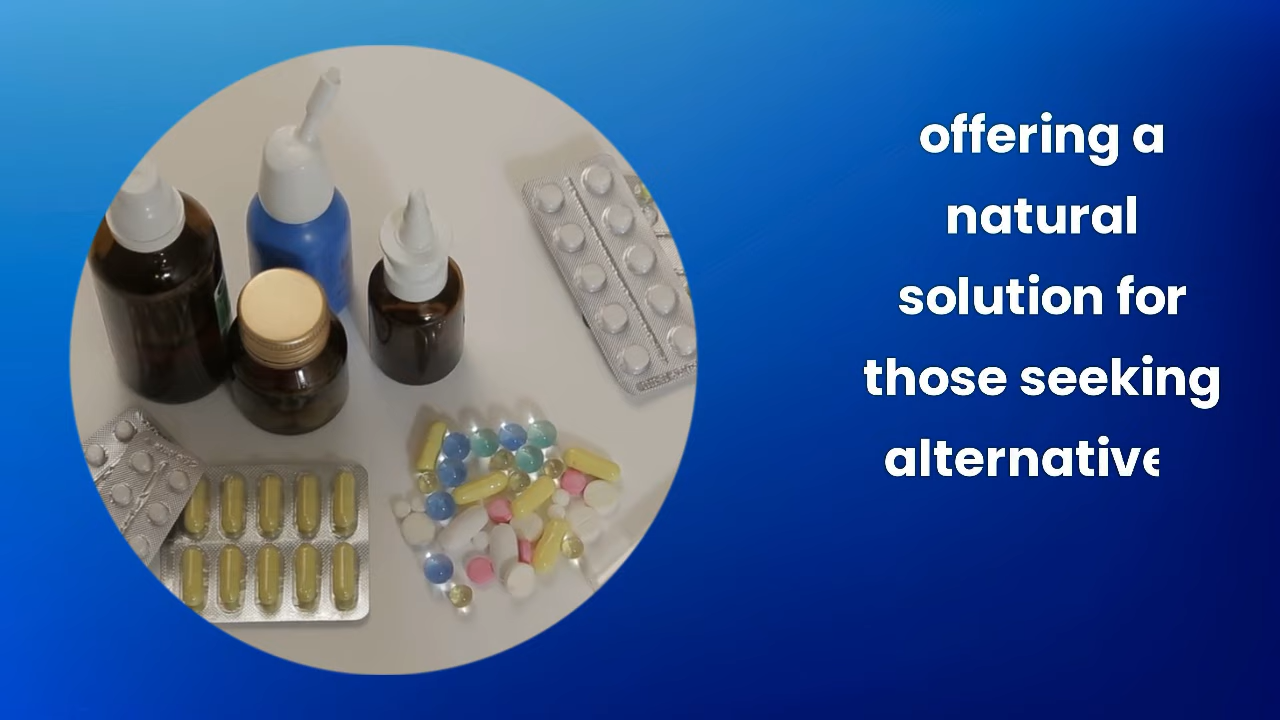 offering a
natural
solution for
those seeking
alternative